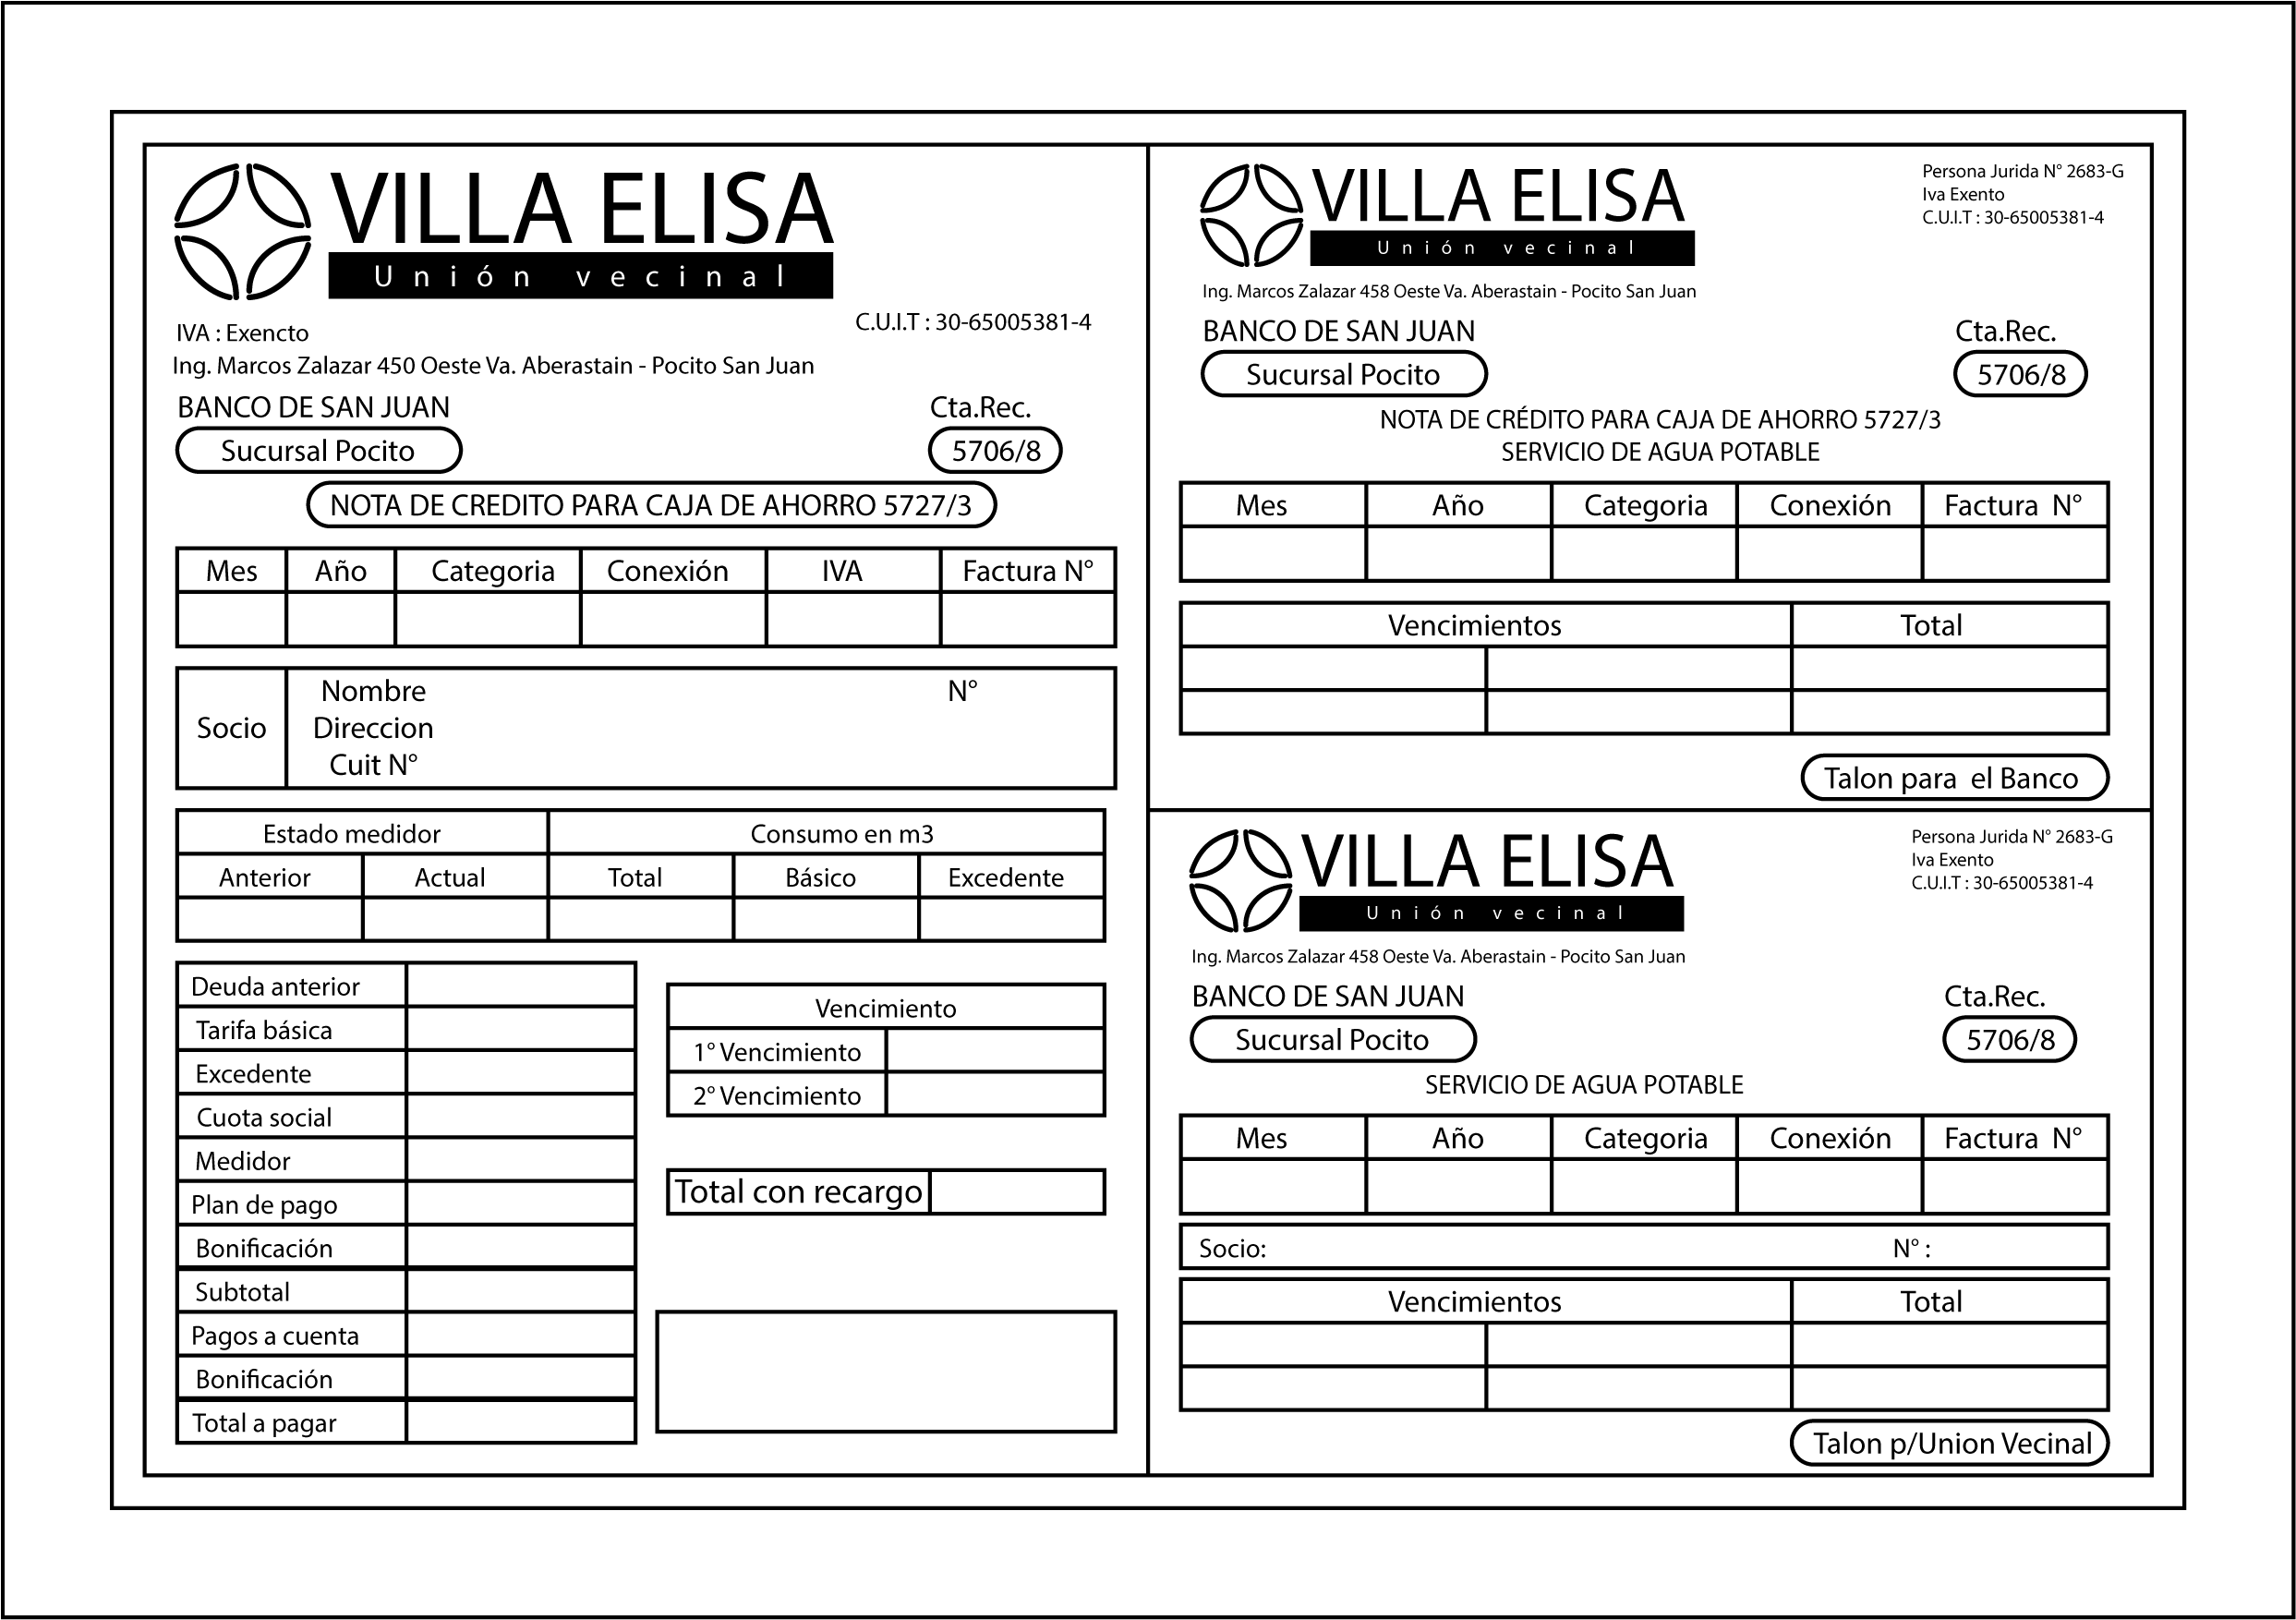 VILLA ELISA
Unión vecinal
IVA : Exencto
C.U.I.T : 30-65005381-4
Ing. Marcos Zalazar 450 Oeste Va. Aberastain - Pocito San Juan
BANCO DE SAN JUAN Cta.Rec.
Sucursal Pocito 5706/8
NOTA DE CREDITO PARA CAJA DE AHORRO 5727/3
Mes Año Categoria Conexión IVA Factura N°
Nombre N°
Socio Direccion
Cuit N°
Estado medidor Consumo en m3
Anterior Actual Total Básico Excedente
Deuda anterior
Tarifa básica
Excedente
Cuota social
Medidor
Plan de pago
Bonificación
Subtotal
Pagos a cuenta
Bonificación
Total a pagar
Vencimiento
1° Vencimiento
2° Vencimiento
Total con recargo
VILLA ELISA
Unión vecinal
Persona Jurida N° 2683-G
Iva Exento
C.U.I.T : 30-65005381-4
Ing. Marcos Zalazar 458 Oeste Va. Aberastain - Pocito San Juan
BANCO DE SAN JUAN Cta.Rec.
Sucursal Pocito 5706/8
NOTA DE CRÉDITO PARA CAJA DE AHORRO 5727/3
SERVICIO DE AGUA POTABLE
Mes Año Categoria Conexión Factura N°
Vencimientos Total
Talon para el Banco
VILLA ELISA
Unión vecinal
Persona Jurida N° 2683-G
Iva Exento
C.U.I.T : 30-65005381-4
Ing. Marcos Zalazar 458 Oeste Va. Aberastain - Pocito San Juan
BANCO DE SAN JUAN Cta.Rec.
Sucursal Pocito 5706/8
SERVICIO DE AGUA POTABLE
Mes Año Categoria Conexión Factura N°
Socio: N° :
Vencimientos Total
Talon p/Union Vecinal